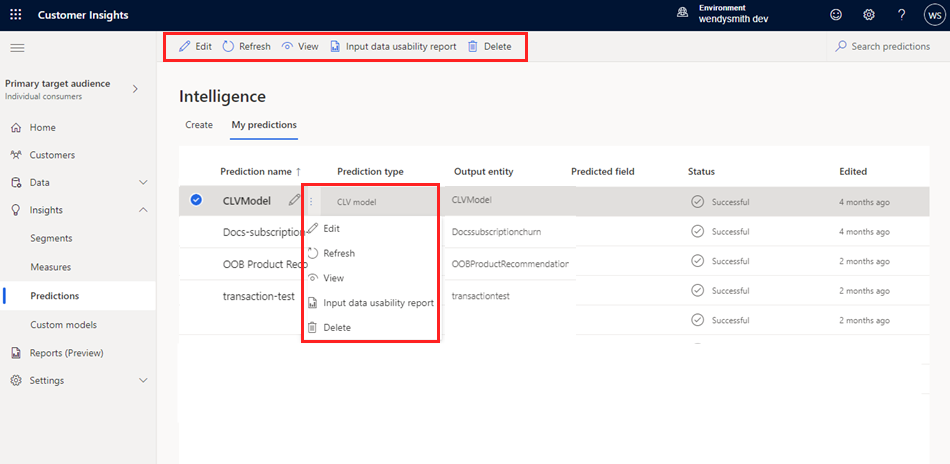 Customer Insights
Environment
wendysmith dev
?
WS
Edit Refresh View Input data usability report Delete
Search predictions
Primary target audience
Individual consumers
Home
Customers
Data
Insights
Segments
Measures
Predictions
Custom models
Reports (Preview)
Settings
Intelligence
Create My predictions
Prediction name ↑ Prediction type Output entity Predicted field Status Edited
CLVModel CLV model CLVModel Successful 4 months ago
Docs-subscription Docssubscriptionchurn Successful 4 months ago
OOB Product Reco OOBProductRecommendation Successful 2 months ago
transaction-test transactiontest Successful 2 months ago
Successful 2 months ago
Edit
Refresh
View
Input data usability report
Delete